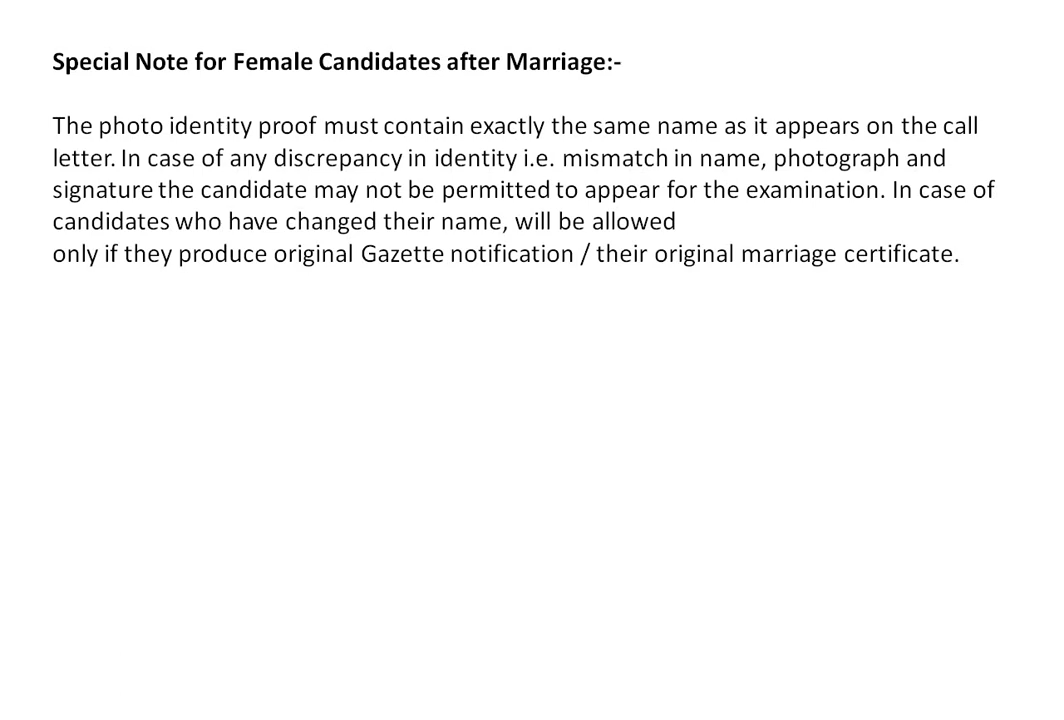 Special Note for Female Candidates after Marriage:-
The photo identity proof must contain exactly the same name as it appears on the call
letter. In case of any discrepancy in identity i.e. mismatch in name, photograph and
signature the candidate may not be permitted to appear for the examination. In case of
candidates who have changed their name, will be allowed
only if they produce original Gazette notification / their original marriage certificate.